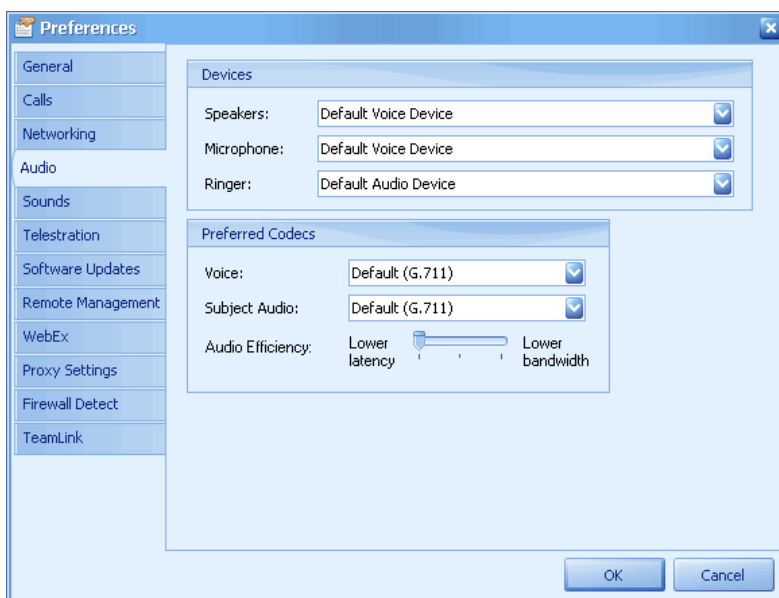 Preferences
General
Calls
Networking
Audio
Sounds
Telestration
Software Updates
Remote Management
WebEx
Proxy Settings
Firewall Detect
TeamLink
Devices
Speakers: Default Voice Device
Microphone: Default Voice Device
Ringer: Default Audio Device
Preferred Codecs
Voice: Default (G.711)
Subject Audio: Default (G.711)
Audio Efficiency: Lower latency Lower bandwidth
OK Cancel